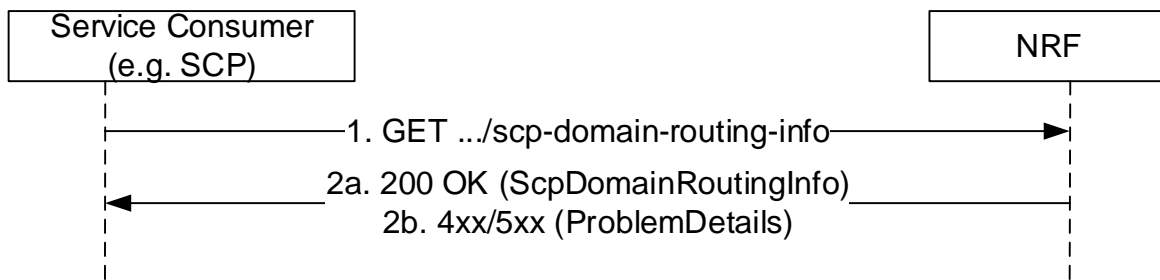 Service Consumer
(e.g. SCP)
NRF
1. GET .../scp-domain-routing-info
2a. 200 OK (ScpDomainRoutingInfo)
2b. 4xx/5xx (ProblemDetails)